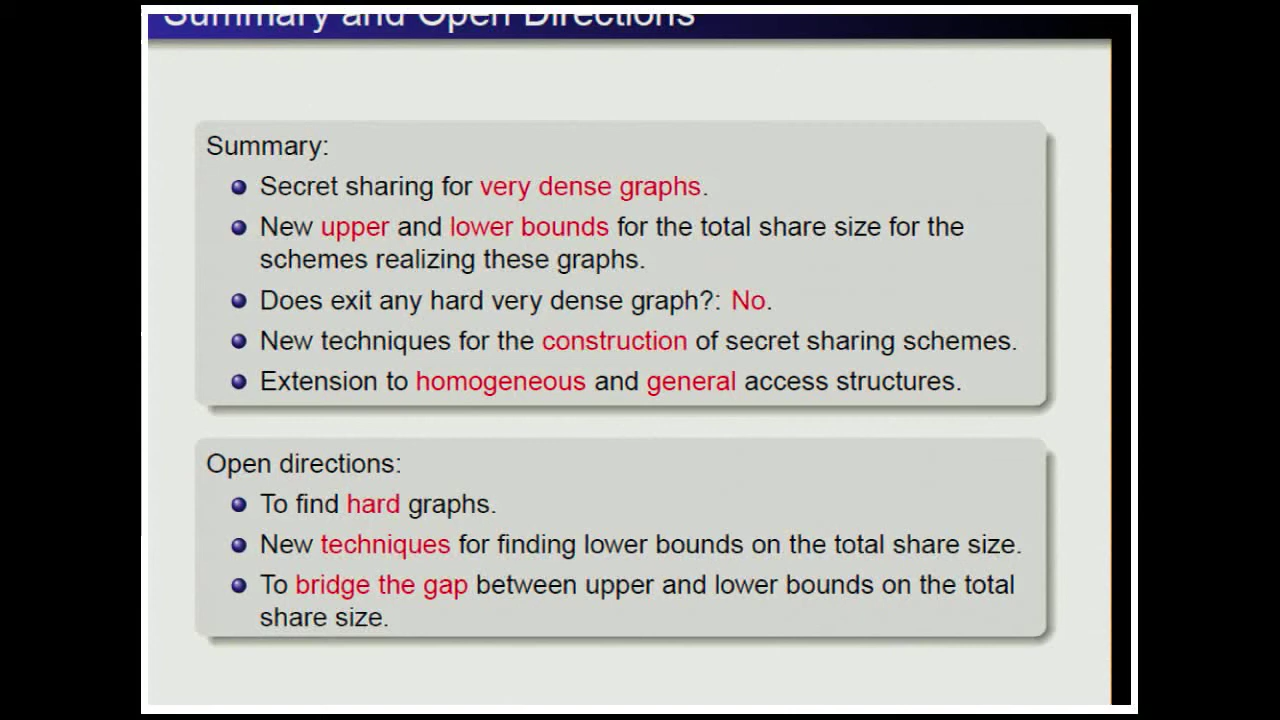 Summary and Open Directions
Summary:
Secret sharing for very dense graphs.
New upper and lower bounds for the total share size for the
schemes realizing these graphs.
Does exit any hard very dense graph?: No.
New techniques for the construction of secret sharing schemes.
Extension to homogeneous and general access structures.
Open directions:
To find hard graphs.
New techniques for finding lower bounds on the total share size.
To bridge the gap between upper and lower bounds on the total
share size.